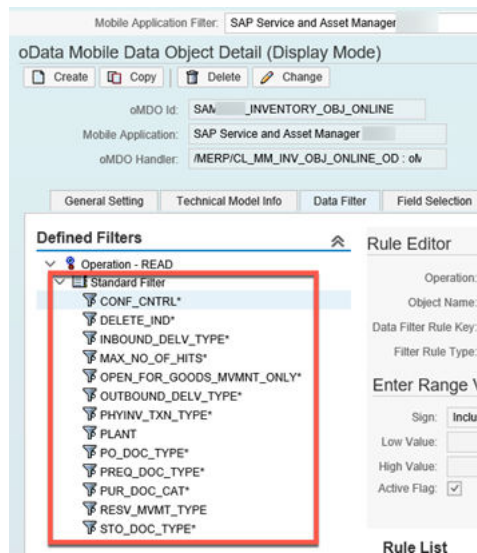 Mobile Application Filter: SAP Service and Asset Manager
oData Mobile Data Object Detail (Display Mode)
Create Copy Delete Change
oMDO Id: SAM _INVENTORY_OBJ_ONLINE
Mobile Application: SAP Service and Asset Manager
oMDO Handler: /MERP/CL_MM_INV_OBJ_ONLINE_OD : oM
General Setting Technical Model Info Data Filter Field Selection
Defined Filters
Operation - READ
Standard Filter
CONF_CNTRL*
DELETE_IND*
INBOUND_DELV_TYPE*
MAX_NO_OF_HITS*
OPEN_FOR_GOODS_MVMNT_ONLY*
OUTBOUND_DELV_TYPE*
PHYINV_TXN_TYPE*
PLANT
PO_DOC_TYPE*
PREQ_DOC_TYPE*
PUR_DOC_CAT*
RESV_MVMT_TYPE
STO_DOC_TYPE*
Rule Editor
Operation:
Object Name:
Data Filter Rule Key:
Filter Rule Type:
Enter Range V
Sign: Inclu
Low Value:
High Value:
Active Flag:
Rule List